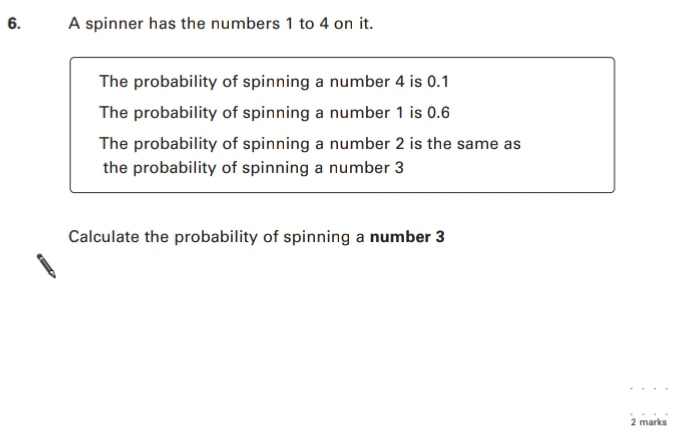 6. A spinner has the numbers 1 to 4 on it.
The probability of spinning a number 4 is 0.1
The probability of spinning a number 1 is 0.6
The probability of spinning a number 2 is the same as
the probability of spinning a number 3
Calculate the probability of spinning a number 3
2 marks